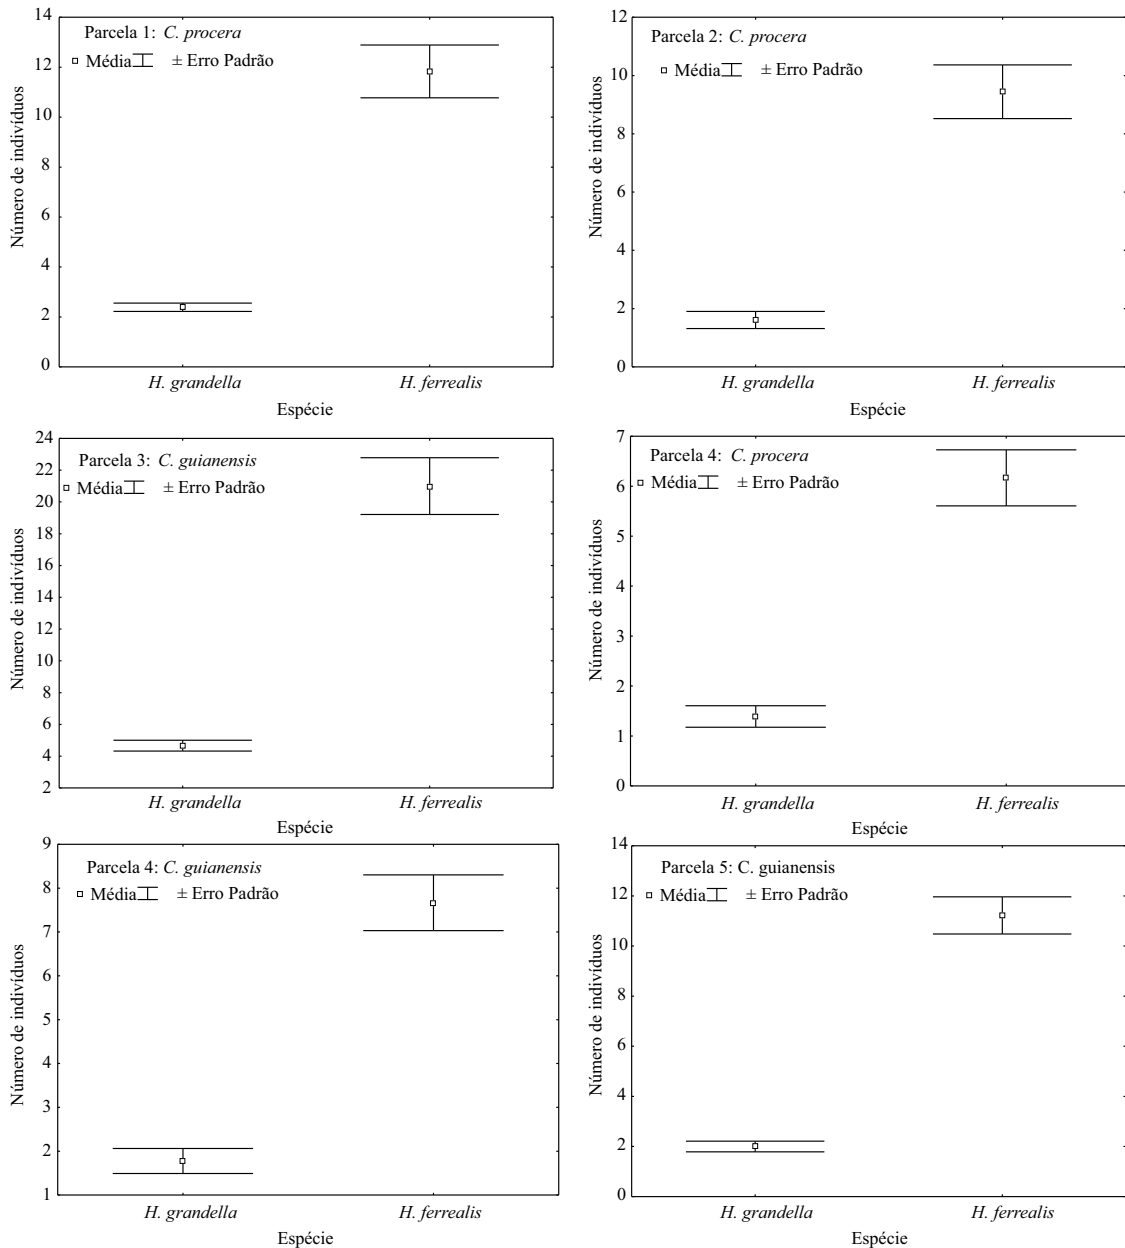 Parcela 1: C. procera
Média ± Erro Padrão
Número de indivíduos
14
12
10
8
6
4
2
0
H. grandella H. ferrealis
Espécie
Parcela 2: C. procera
Média ± Erro Padrão
Número de indivíduos
12
10
8
6
4
2
0
H. grandella H. ferrealis
Espécie
Parcela 3: C. guianensis
Média ± Erro Padrão
Número de indivíduos
24
22
20
18
16
14
12
10
8
6
4
2
H. grandella H. ferrealis
Espécie
Parcela 4: C. procera
Média ± Erro Padrão
Número de indivíduos
7
6
5
4
3
2
1
0
H. grandella H. ferrealis
Espécie
Parcela 4: C. guianensis
Média ± Erro Padrão
Número de indivíduos
9
8
7
6
5
4
3
2
1
H. grandella H. ferrealis
Espécie
Parcela 5: C. guianensis
Média ± Erro Padrão
Número de indivíduos
14
12
10
8
6
4
2
0
H. grandella H. ferrealis
Espécie